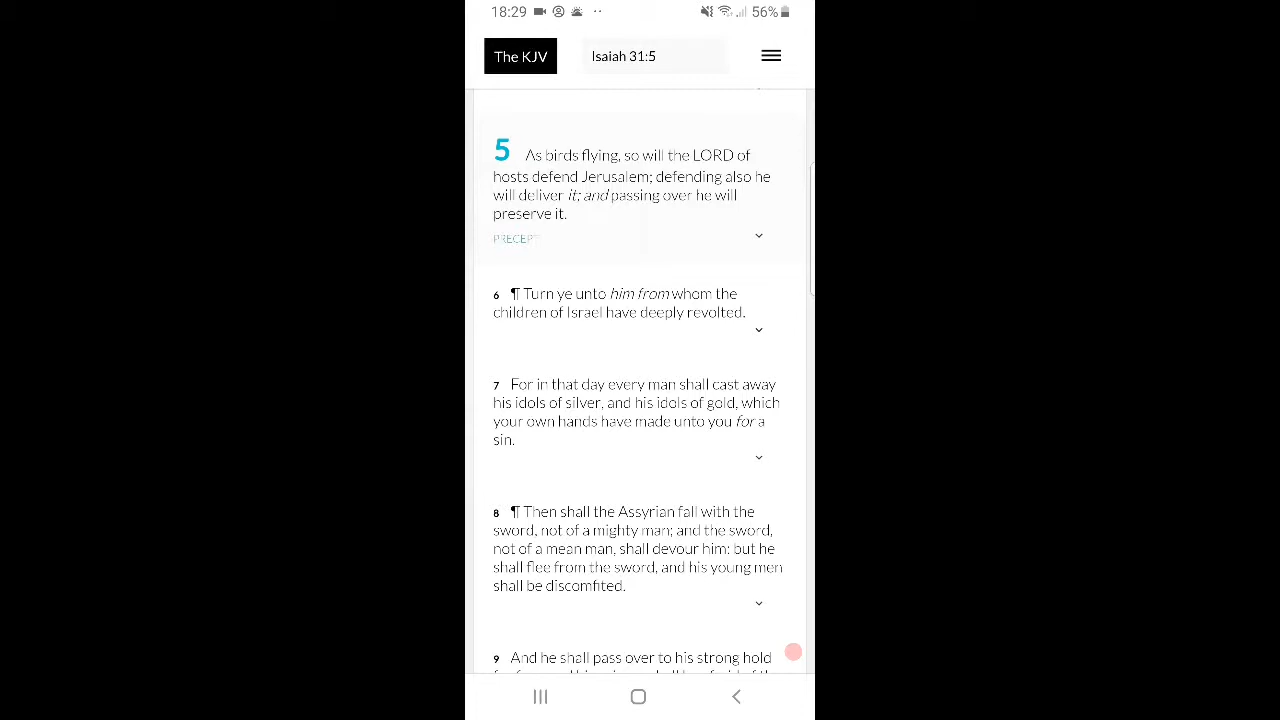 18:29 56%
The KJV Isaiah 31:5
5 As birds flying, so will the LORD of
hosts defend Jerusalem; defending also he
will deliver it; and passing over he will
preserve it.
PRECEPT
6 ¶ Turn ye unto him from whom the
children of Israel have deeply revolted.
7 For in that day every man shall cast away
his idols of silver, and his idols of gold, which
your own hands have made unto you for a
sin.
8 ¶ Then shall the Assyrian fall with the
sword, not of a mighty man; and the sword,
not of a mean man, shall devour him: but he
shall flee from the sword, and his young men
shall be discomfited.
9 And he shall pass over to his strong hold